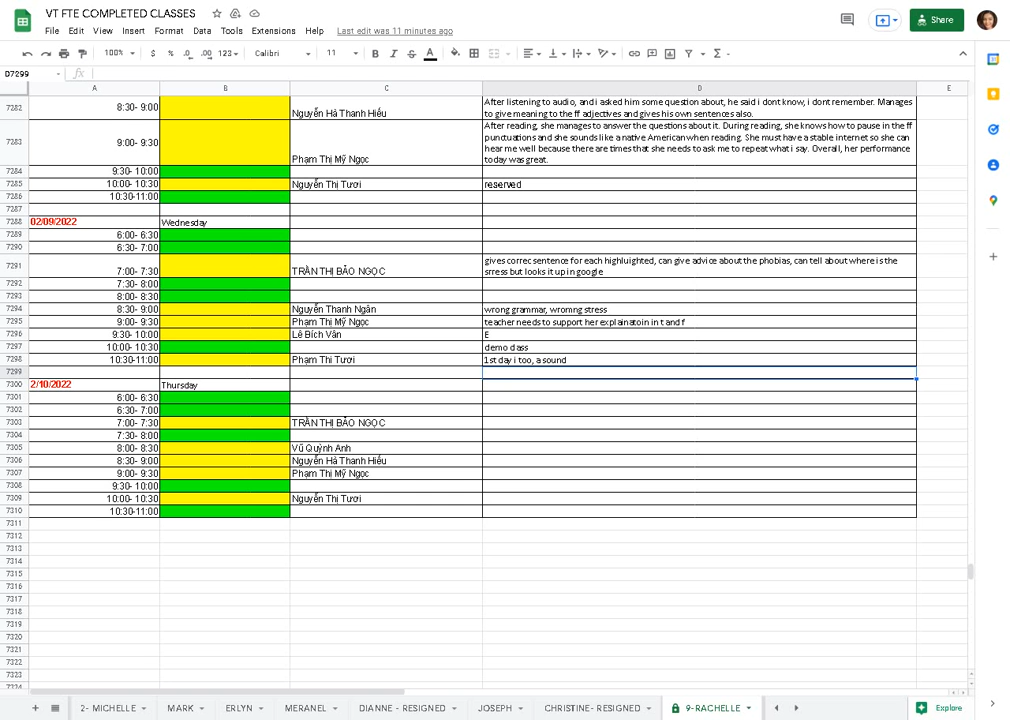 VT FTE COMPLETED CLASSES
File Edit View Insert Format Data Tools Extensions Help Last edit was 11 minutes ago
Share
100% $ % .0 .00 123 Calibri 11 B I S A
D7299 fx
A B C D E
7282 8:30- 9:00 Nguyễn Hà Thanh Hiếu After listening to audio, and i asked him some question about, he said i dont know, i dont remember. Manages
to give meaning to the ff adjectives and gives his own sentences also.
7283 9:00- 9:30 Phạm Thị Mỹ Ngọc After reading, she manages to answer the questions about it. During reading, she knows how to pause in the ff
punctuations and she sounds like a native American when reading. She must have a stable internet so she can
hear me well because there are times that she needs to ask me to repeat what i say. Overall, her performance
today was great.
7284 9:30- 10:00
7285 10:00- 10:30 Nguyễn Thị Tươi reserved
7286 10:30-11:00
7287
7288 02/09/2022 Wednesday
7289 6:00- 6:30
7290 6:30- 7:00
7291 7:00- 7:30 TRẦN THỊ BẢO NGỌC gives correc sentence for each highluighted, can give advice about the phobias, can tell about where is the
srress but looks it up in google
7292 7:30- 8:00
7293 8:00- 8:30
7294 8:30- 9:00 Nguyễn Thanh Ngân wrong grammar, wromng stress
7295 9:00- 9:30 Phạm Thị Mỹ Ngọc teacher needs to support her explainatoin in t and f
7296 9:30- 10:00 Lê Bích Vân E
7297 10:00- 10:30 demo class
7298 10:30-11:00 Phạm Thị Tươi 1st day i too, a sound
7299
7300 2/10/2022 Thursday
7301 6:00- 6:30
7302 6:30- 7:00
7303 7:00- 7:30 TRẦN THỊ BẢO NGỌC
7304 7:30- 8:00
7305 8:00- 8:30 Vũ Quỳnh Anh
7306 8:30- 9:00 Nguyễn Hà Thanh Hiếu
7307 9:00- 9:30 Phạm Thị Mỹ Ngọc
7308 9:30- 10:00
7309 10:00- 10:30 Nguyễn Thị Tươi
7310 10:30-11:00
7311
7312
7313
7314
7315
7316
7317
7318
7319
7320
7321
7322
7323
7324
2- MICHELLE MARK ERLYN MERANEL DIANNE - RESIGNED JOSEPH CHRISTINE- RESIGNED 9-RACHELLE Explore